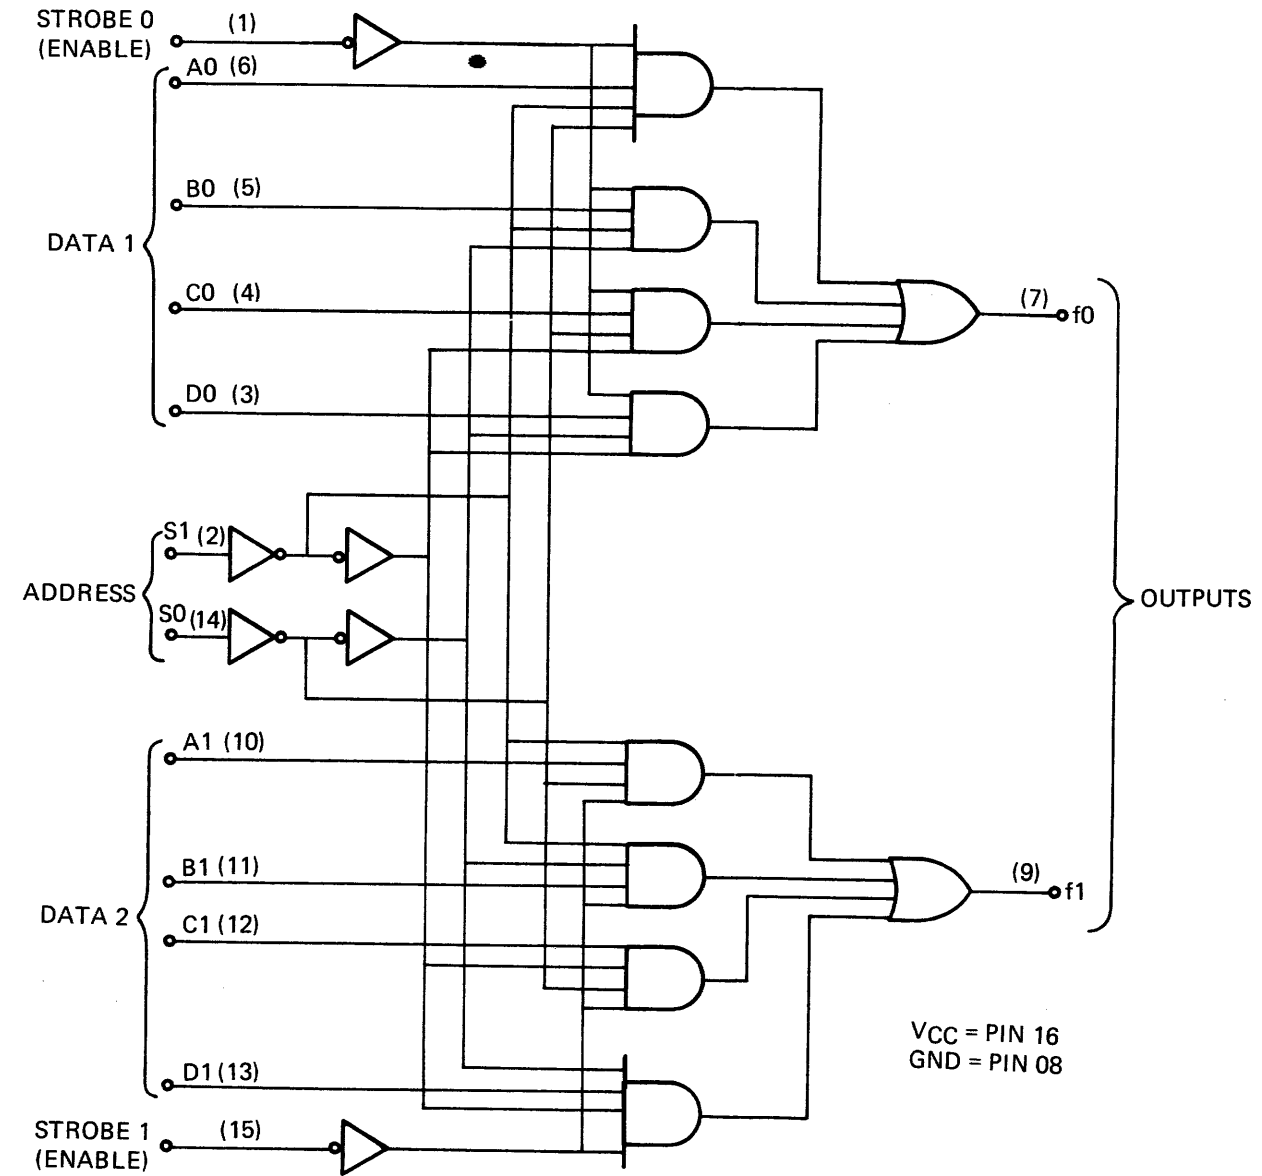 STROBE 0 (1)
(ENABLE)
A0 (6)
B0 (5)
DATA 1
C0 (4)
(7)
f0
D0 (3)
S1 (2)
ADDRESS
OUTPUTS
S0 (14)
A1 (10)
B1 (11)
(9)
f1
DATA 2
C1 (12)
VCC = PIN 16
GND = PIN 08
D1 (13)
STROBE 1 (15)
(ENABLE)